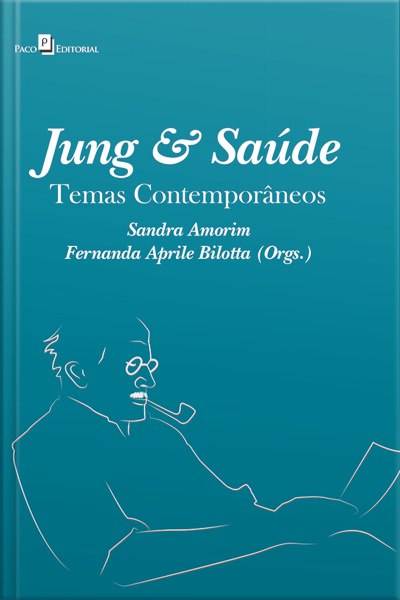 PACO EDITORIAL
Jung & Saúde
Temas Contemporâneos
Sandra Amorim
Fernanda Aprile Bilotta (Orgs.)